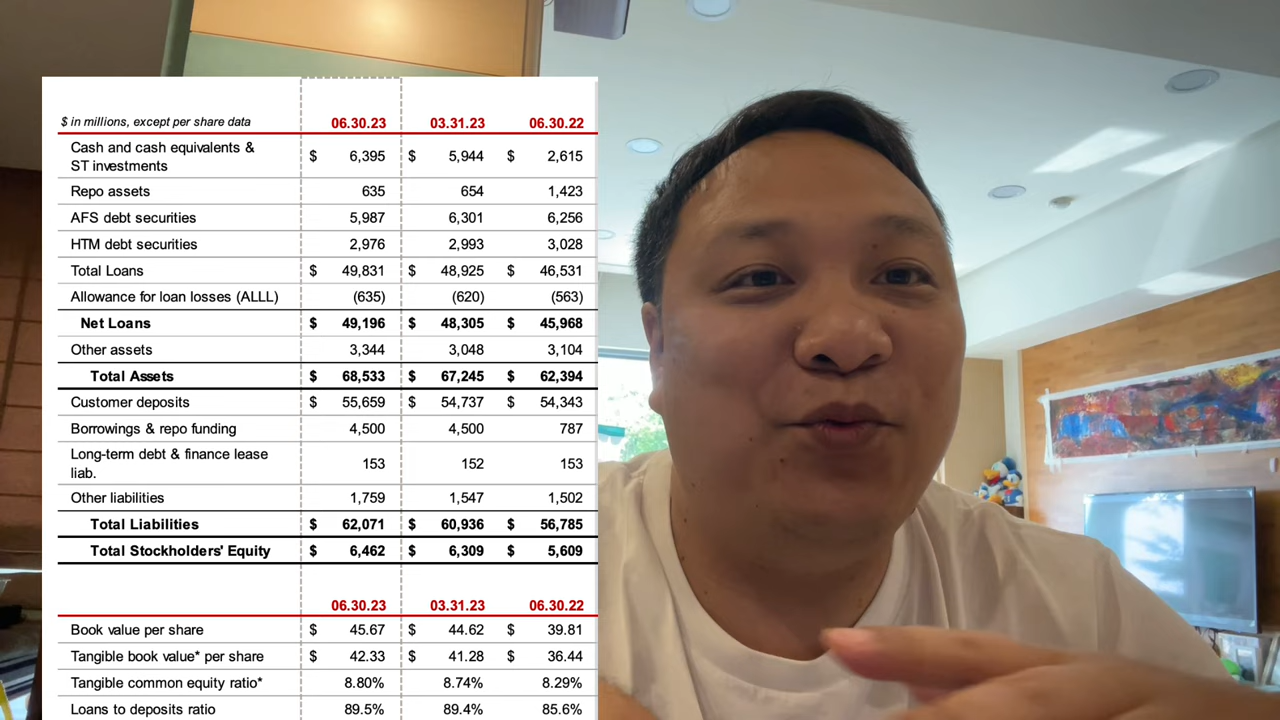 $ in millions, except per share data 06.30.23 03.31.23 06.30.22
Cash and cash equivalents &
ST investments $ 6,395 $ 5,944 $ 2,615
Repo assets 635 654 1,423
AFS debt securities 5,987 6,301 6,256
HTM debt securities 2,976 2,993 3,028
Total Loans $ 49,831 $ 48,925 $ 46,531
Allowance for loan losses (ALLL) (635) (620) (563)
Net Loans $ 49,196 $ 48,305 $ 45,968
Other assets 3,344 3,048 3,104
Total Assets $ 68,533 $ 67,245 $ 62,394
Customer deposits $ 55,659 $ 54,737 $ 54,343
Borrowings & repo funding 4,500 4,500 787
Long-term debt & finance lease
liab. 153 152 153
Other liabilities 1,759 1,547 1,502
Total Liabilities $ 62,071 $ 60,936 $ 56,785
Total Stockholders' Equity $ 6,462 $ 6,309 $ 5,609
06.30.23 03.31.23 06.30.22
Book value per share $ 45.67 $ 44.62 $ 39.81
Tangible book value* per share $ 42.33 $ 41.28 $ 36.44
Tangible common equity ratio* 8.80% 8.74% 8.29%
Loans to deposits ratio 89.5% 89.4% 85.6%